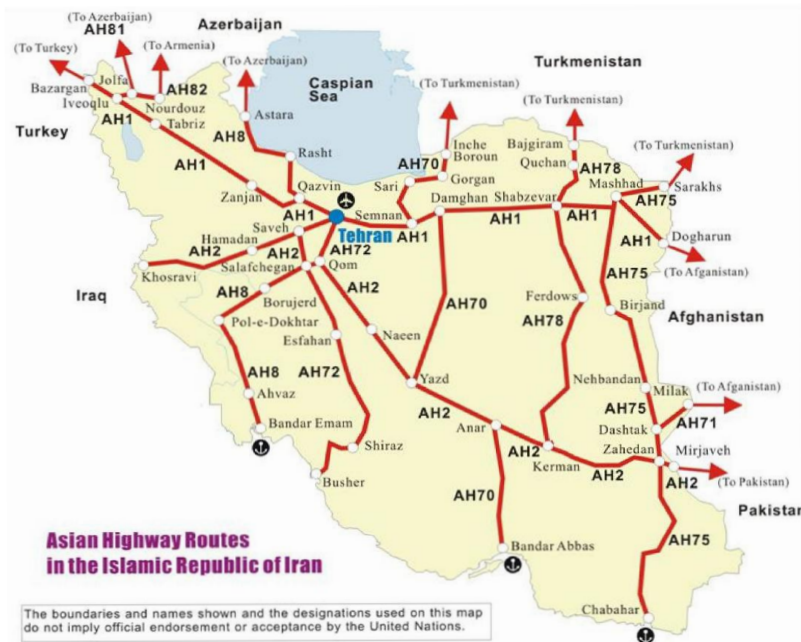 Azerbaijan
(To Azerbaijan)
AH81
(To Turkey)
(To Armenia)
(To Azerbaijan)
Caspian
Sea
(To Turkmenistan)
Turkmenistan
Jolfa
AH82
Bazargan
Iveoqlu
Nourdouz
Astara
(To Turkmenistan)
Turkey
AH1
Tabriz
AH8
Rasht
Inche
Boroun
Bajgiram
(To Turkmenistan)
AH1
AH70
Quchan
AH78
Sari
Gorgan
Mashhad
Sarakhs
Zanjan
Qazvin
Damghan
Shabzevar
AH75
AH1
Semnan
AH1
AH1
Saveh
Tehran
AH1
AH1
Dogharun
Hamadan
AH2
AH72
AH2
Khosravi
Salafchegan
Qom
(To Afganistan)
AH75
Iraq
AH8
AH2
AH70
Ferdows
Borujerd
Birjand
Afghanistan
Pol-e-Dokhtar
Naeen
AH78
Esfahan
AH8
AH72
Yazd
Nehbandan
Milak
(To Afganistan)
Ahvaz
AH2
AH75
AH71
Bandar Emam
Anar
Dashtak
Shiraz
AH2
Kerman
Zahedan
Mirjaveh
AH2
AH2
Busher
AH70
(To Pakistan)
Pakistan
Asian Highway Routes
in the Islamic Republic of Iran
Bandar Abbas
AH75
The boundaries and names shown and the designations used on this map
do not imply official endorsement or acceptance by the United Nations.
Chabahar